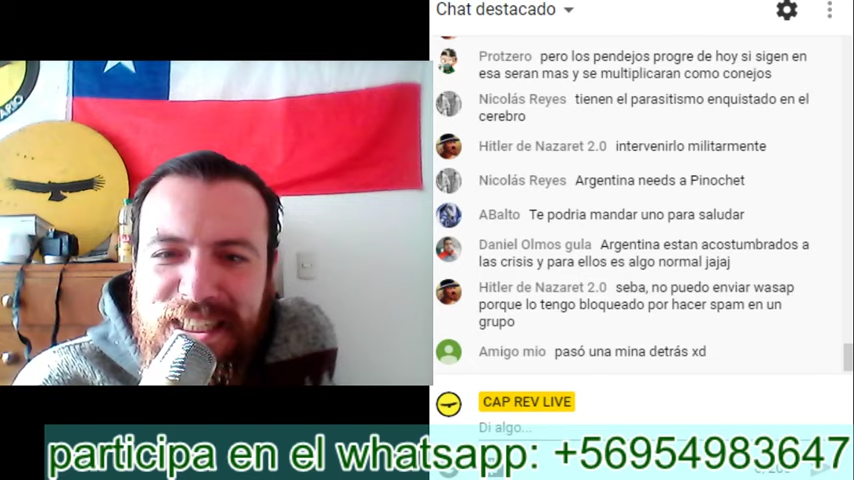 Chat destacado
Protzero pero los pendejos progre de hoy si sigen en
esa seran mas y se multiplicaran como conejos
Nicolás Reyes tienen el parasitismo enquistado en el
cerebro
Hitler de Nazaret 2.0 intervenirlo militarmente
Nicolás Reyes Argentina needs a Pinochet
ABalto Te podria mandar uno para saludar
Daniel Olmos gula Argentina estan acostumbrados a
las crisis y para ellos es algo normal jajaj
Hitler de Nazaret 2.0 seba, no puedo enviar wasap
porque lo tengo bloqueado por hacer spam en un
grupo
Amigo mio pasó una mina detrás xd
CAP REV LIVE
Di algo...
participa en el whatsapp: +56954983647